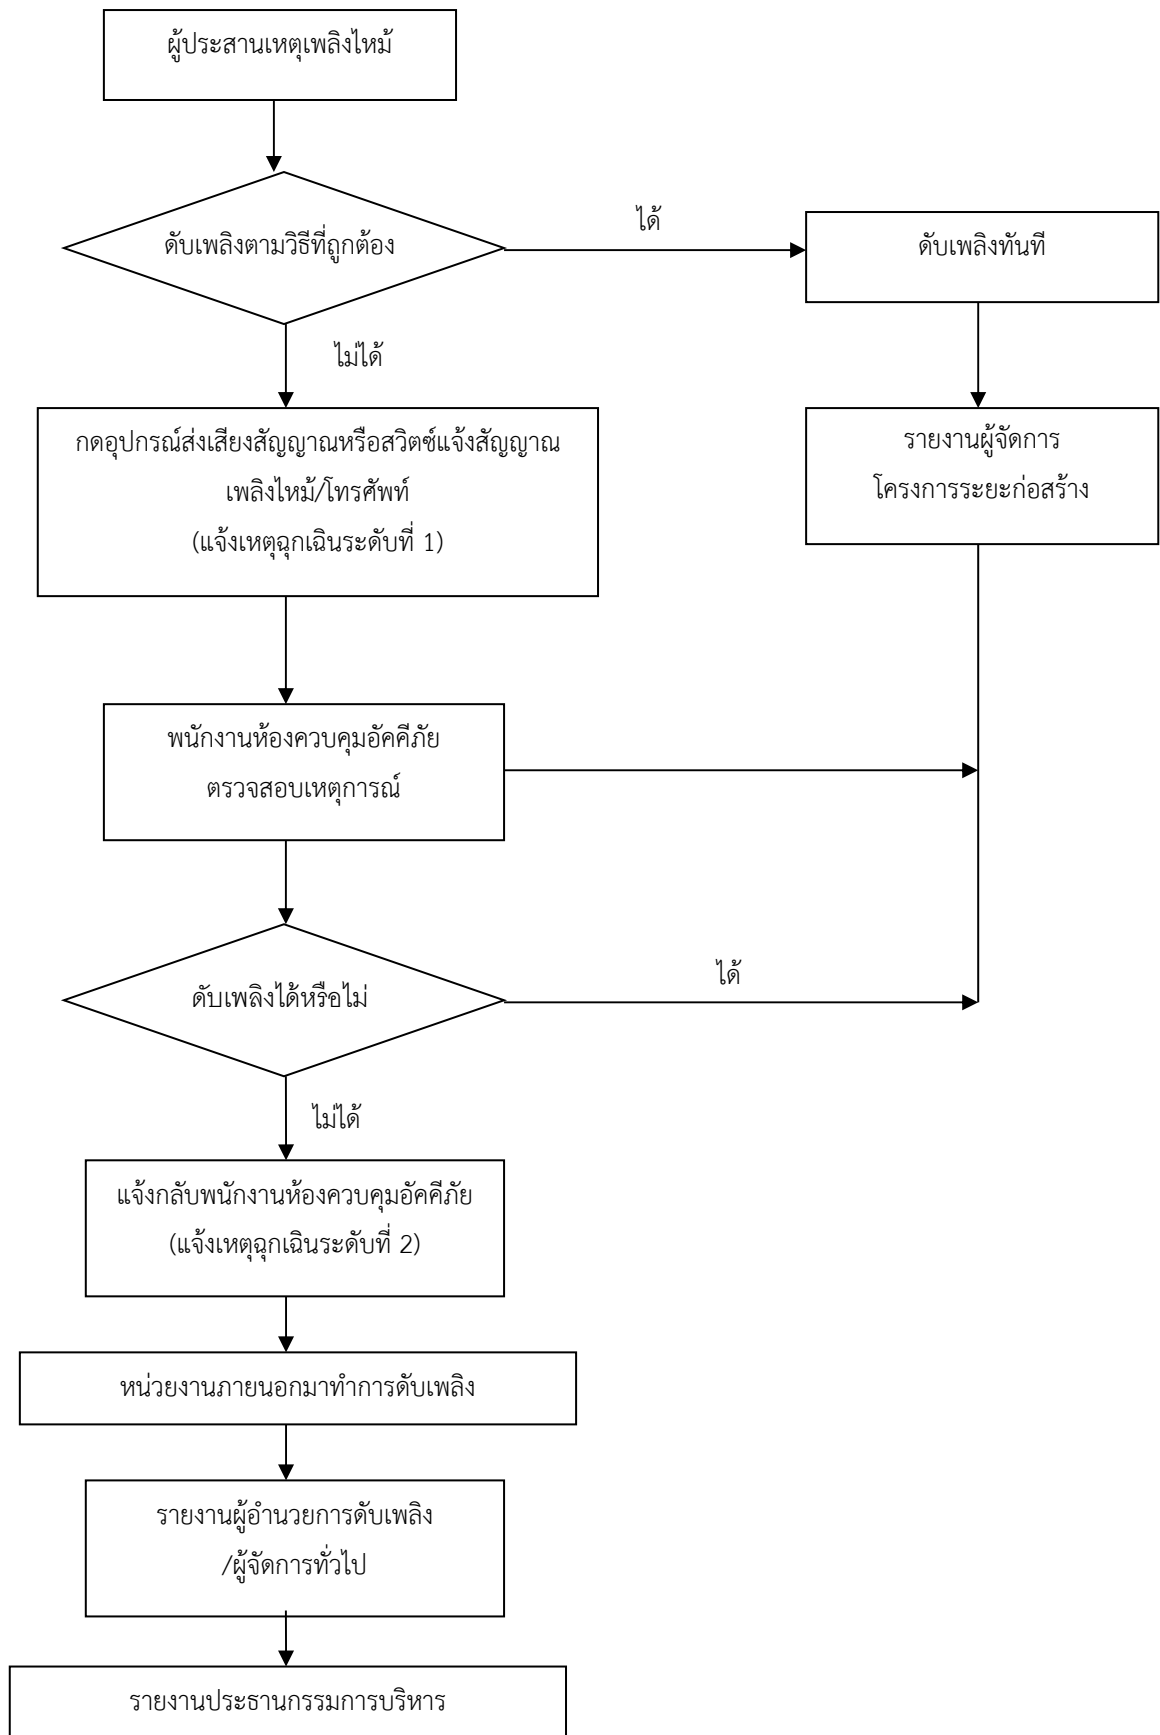 ผู้ประสานเหตุเพลิงไหม้
ดับเพลิงตามวิธีที่ถูกต้อง
ได้
ดับเพลิงทันที
ไม่ได้
กดอุปกรณ์ส่งเสียงสัญญาณหรือสวิตซ์แจ้งสัญญาณ
เพลิงไหม้/โทรศัพท์
(แจ้งเหตุฉุกเฉินระดับที่ 1)
รายงานผู้จัดการ
โครงการระยะก่อสร้าง
พนักงานห้องควบคุมอัคคีภัย
ตรวจสอบเหตุการณ์
ดับเพลิงได้หรือไม่
ได้
ไม่ได้
แจ้งกลับพนักงานห้องควบคุมอัคคีภัย
(แจ้งเหตุฉุกเฉินระดับที่ 2)
หน่วยงานภายนอกมาทำการดับเพลิง
รายงานผู้อำนวยการดับเพลิง
/ผู้จัดการทั่วไป
รายงานประธานกรรมการบริหาร